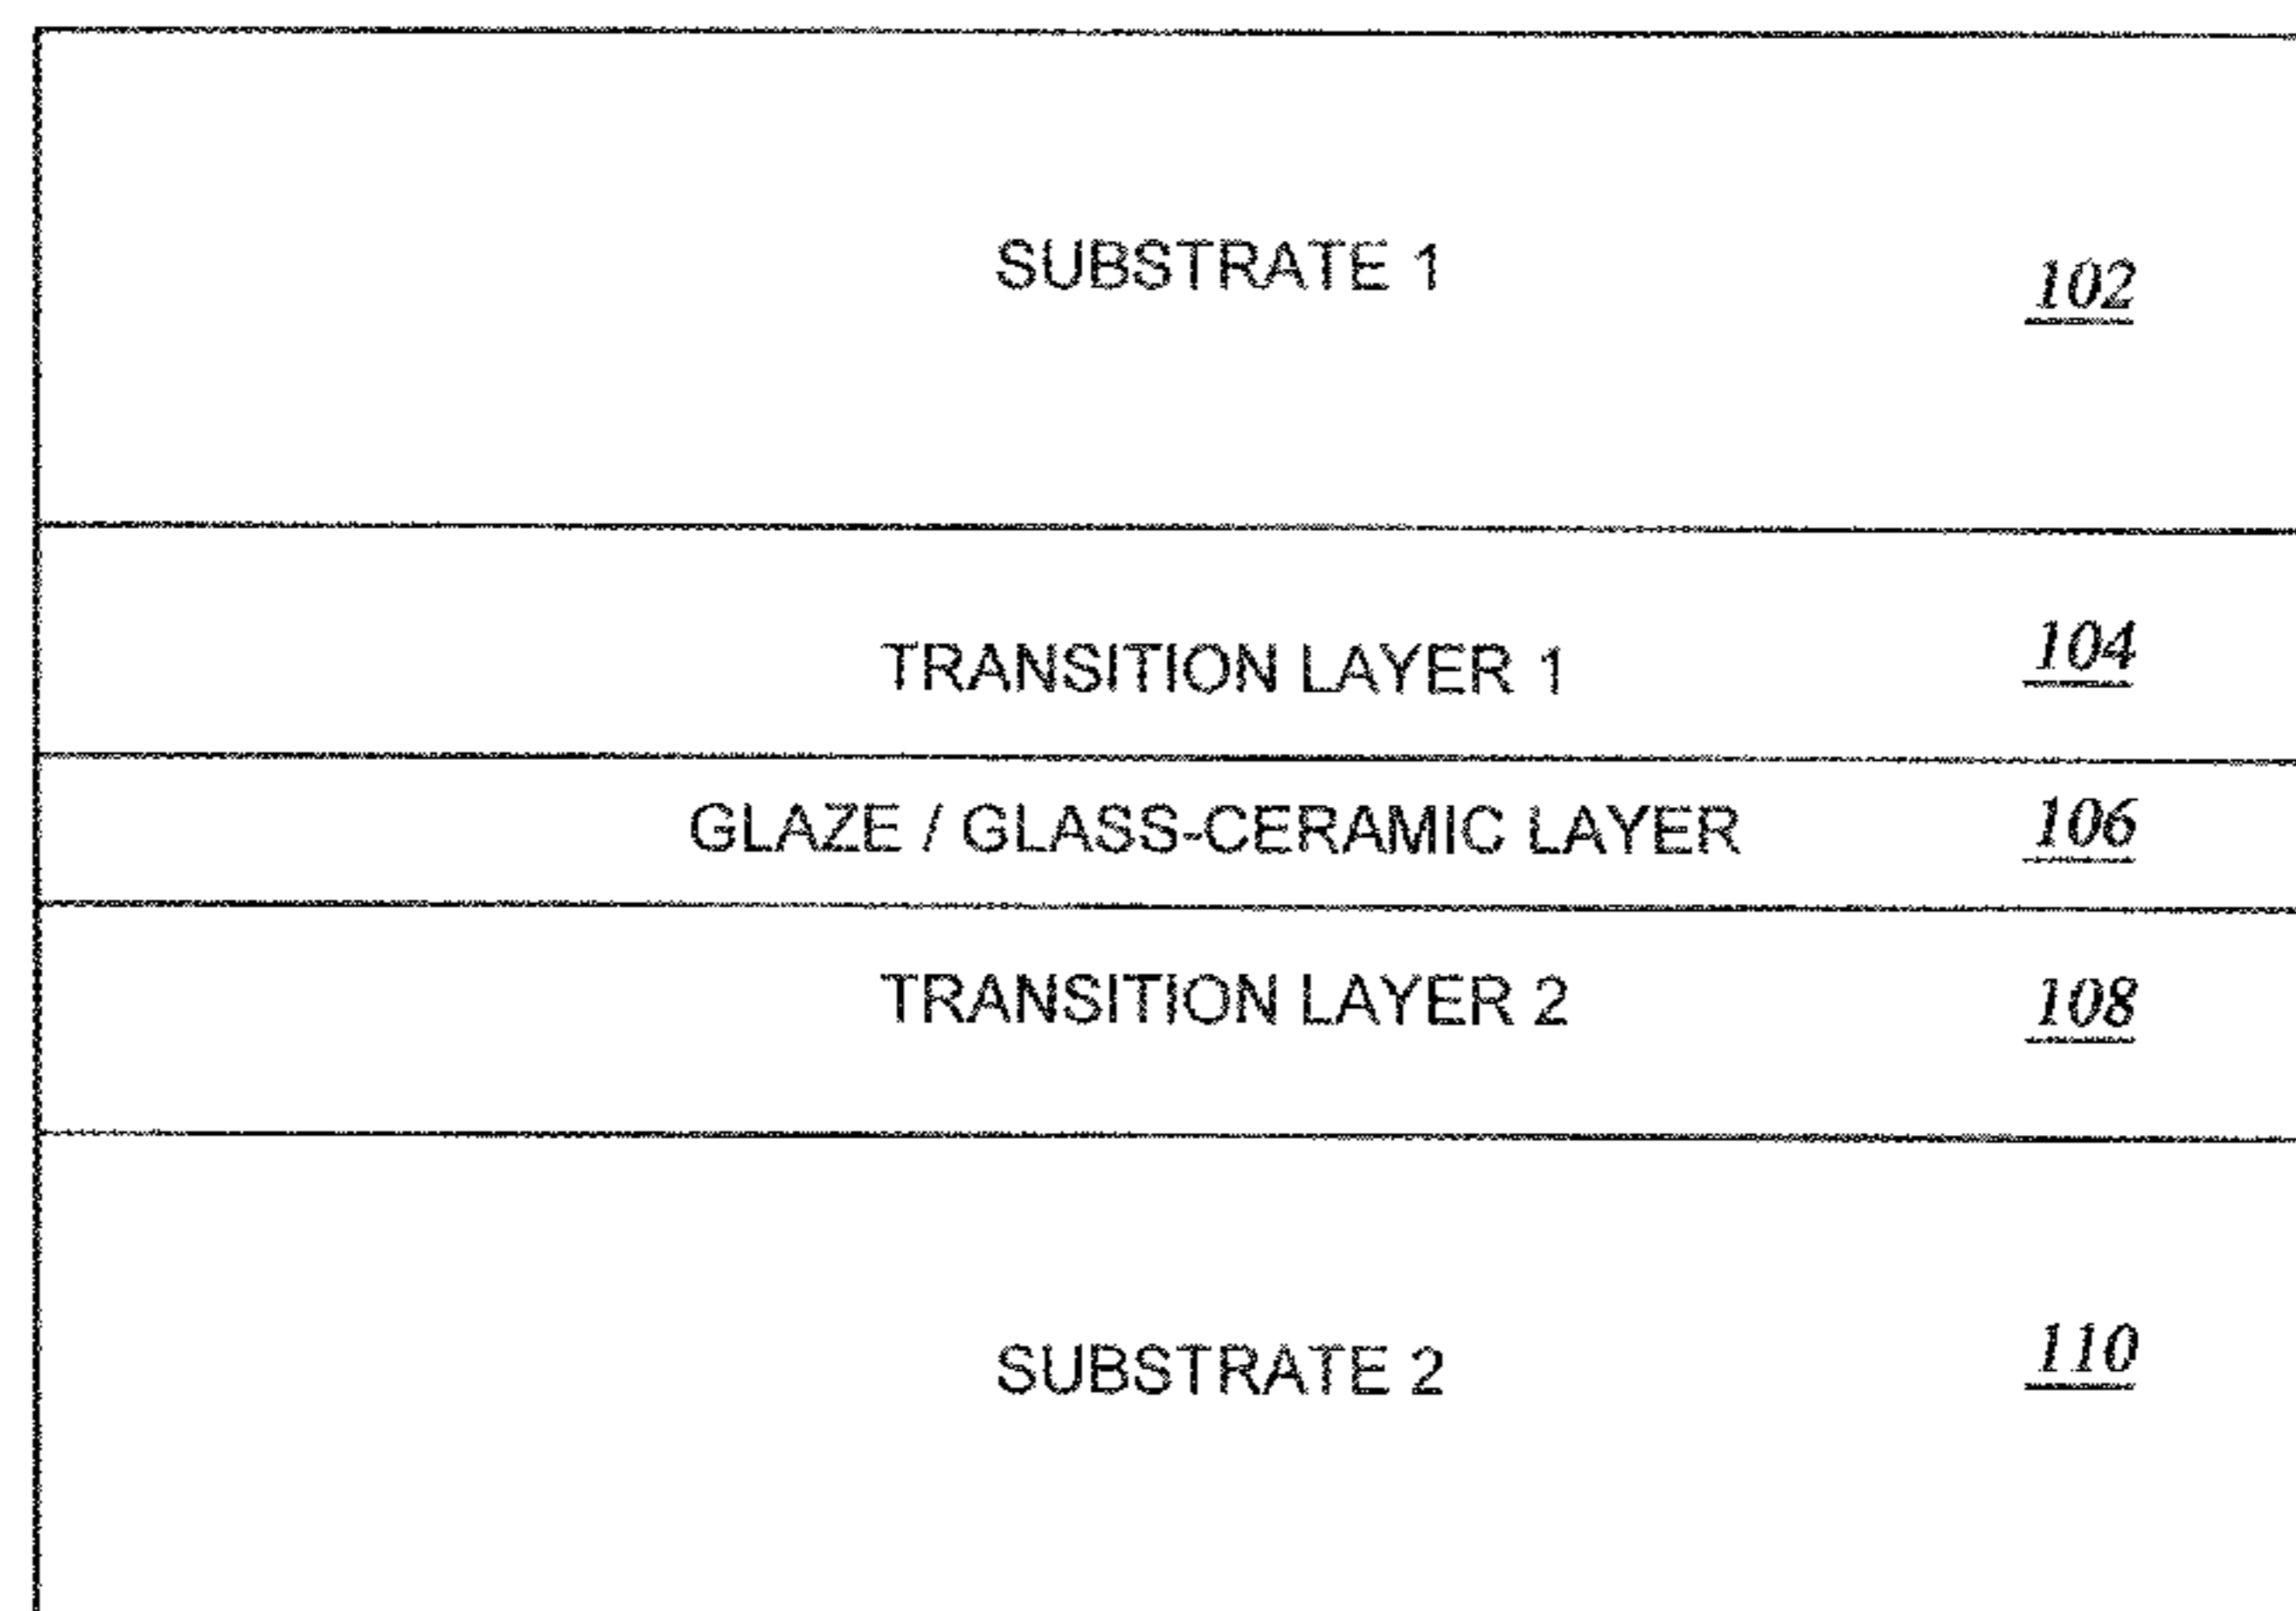 SUBSTRATE 1 102
TRANSITION LAYER 1 104
GLAZE / GLASS-CERAMIC LAYER 106
TRANSITION LAYER 2 108
SUBSTRATE 2 110